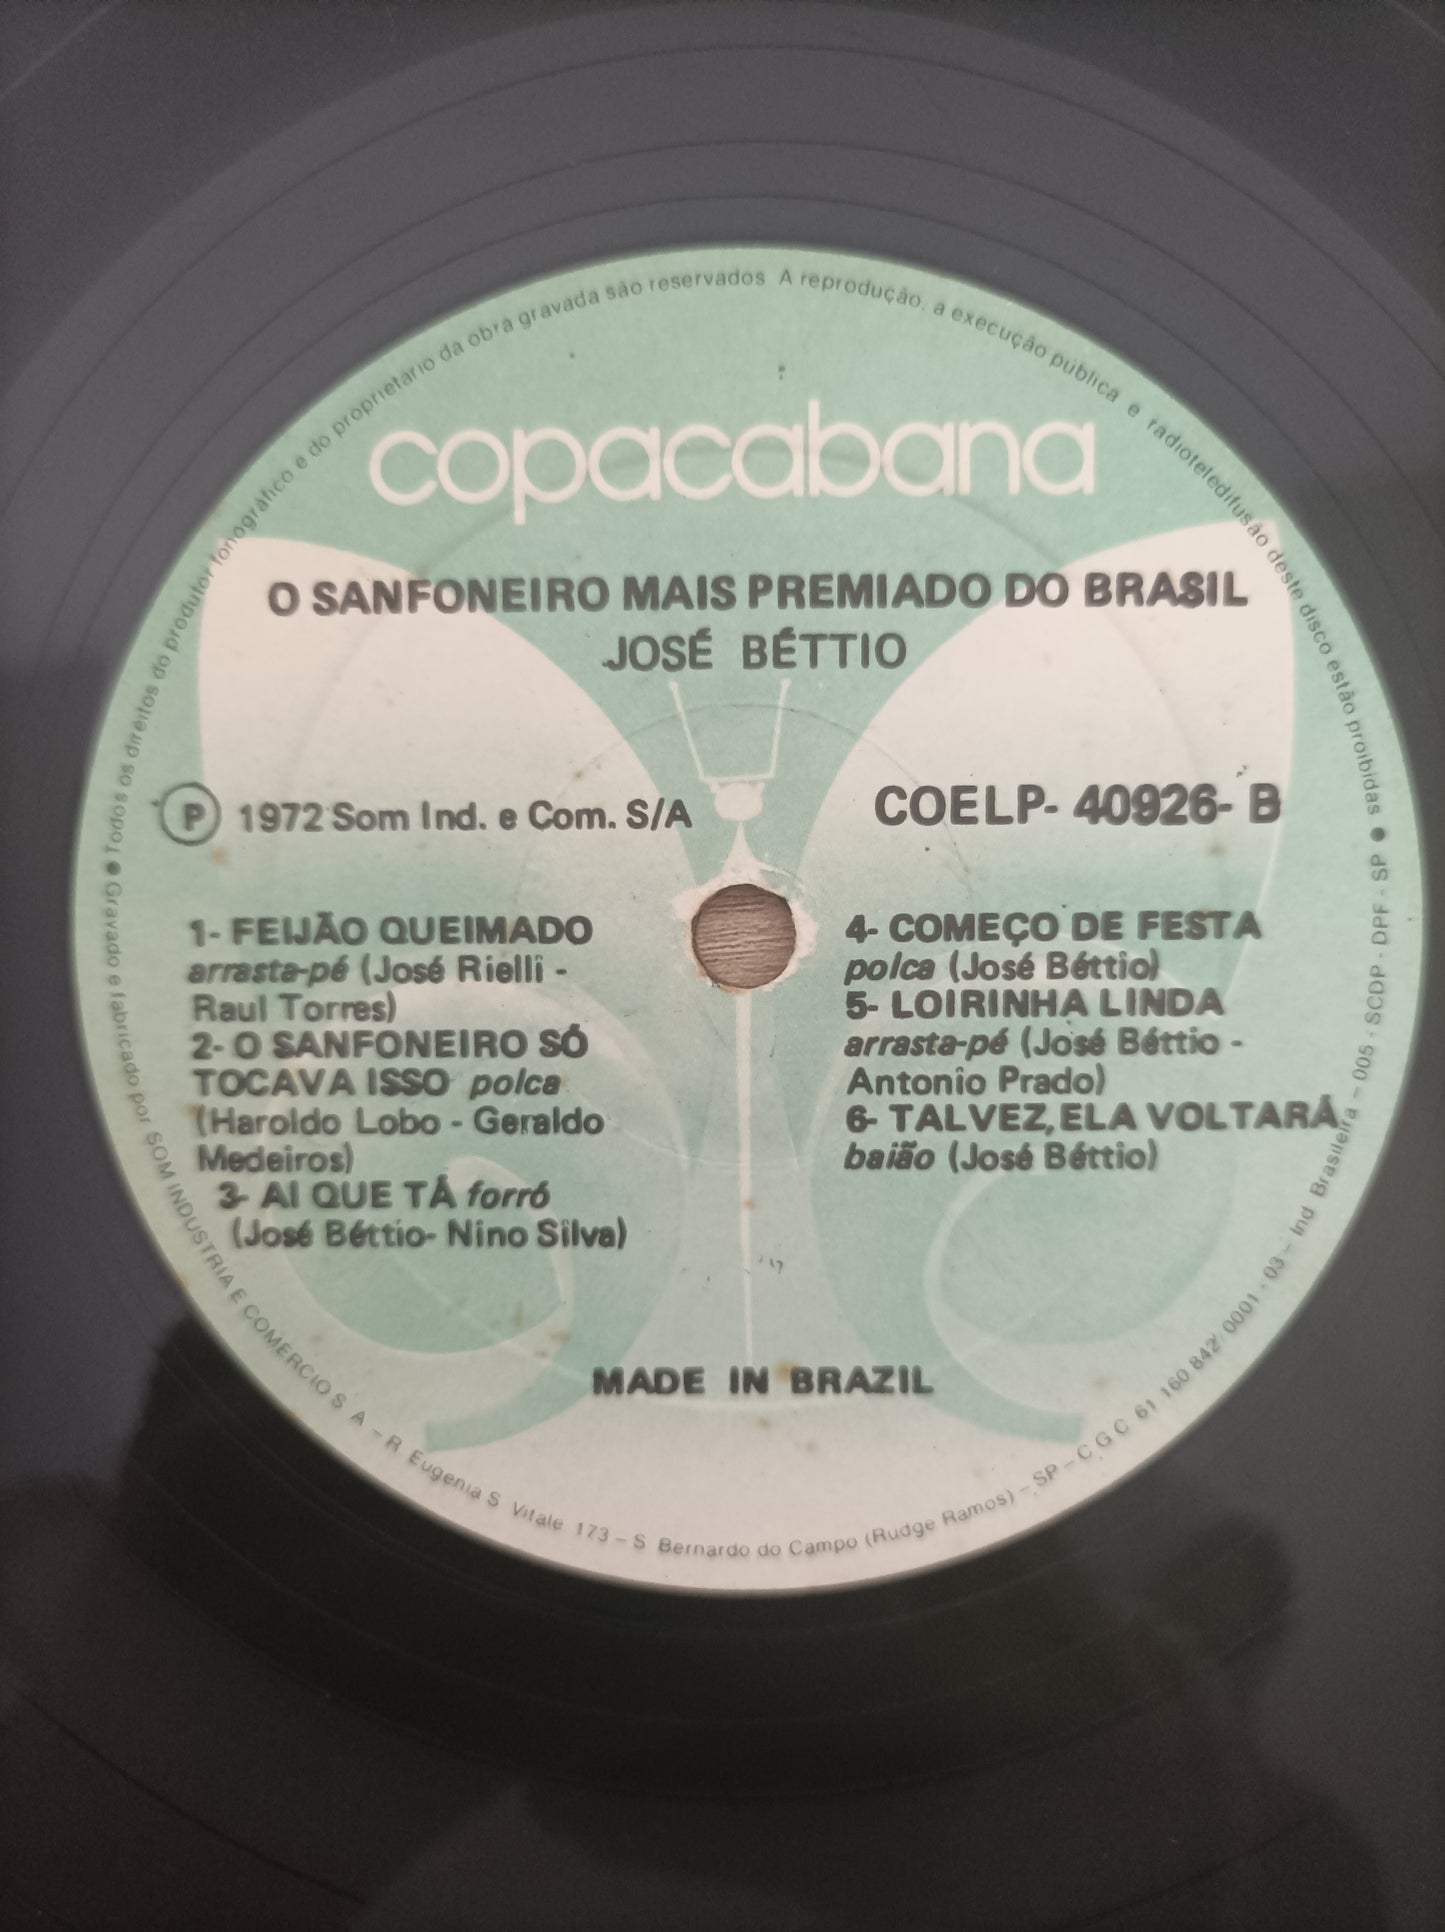 Todos os direitos do produtor fonográfico e do proprietario da obra gravada são reservados A reprodução, a execução pública e radioteledifusão deste disco estão proibidas
copacabana
O SANFONEIRO MAIS PREMIADO DO BRASIL
JOSÉ BÉTTIO
P 1972 Som Ind. e Com. S/A
COELP- 40926- B
1- FEIJÃO QUEIMADO
arrasta-pé (José Rielli -
Raul Torres)
2- O SANFONEIRO SÓ
TOCAVA ISSO polca
(Haroldo Lobo - Geraldo
Medeiros)
3- AI QUE TÁ forró
(José Béttio- Nino Silva)
4- COMEÇO DE FESTA
polca (José Béttio)
5- LOIRINHA LINDA
arrasta-pé (José Béttio -
Antonio Prado)
6- TALVEZ, ELA VOLTARÁ
baião (José Béttio)
MADE IN BRAZIL
Gravado e fabricado por SOM INDUSTRIA E COMERCIO S A – R Eugenia S Vitale 173 – S Bernardo do Campo (Rudge Ramos) – SP – C G C 61 160 842/ 0001 - 03 – Ind Brasileira – 005 - SCDP - DPF - SP